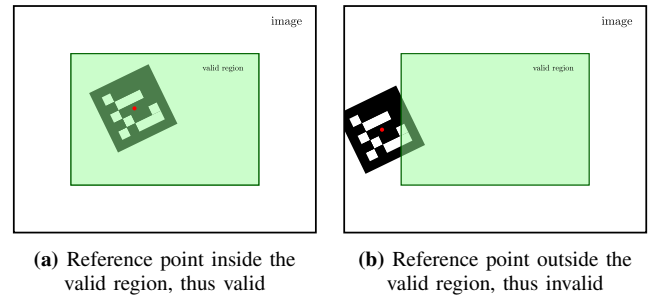 image
valid region
image
valid region
(a) Reference point inside the
valid region, thus valid
(b) Reference point outside the
valid region, thus invalid